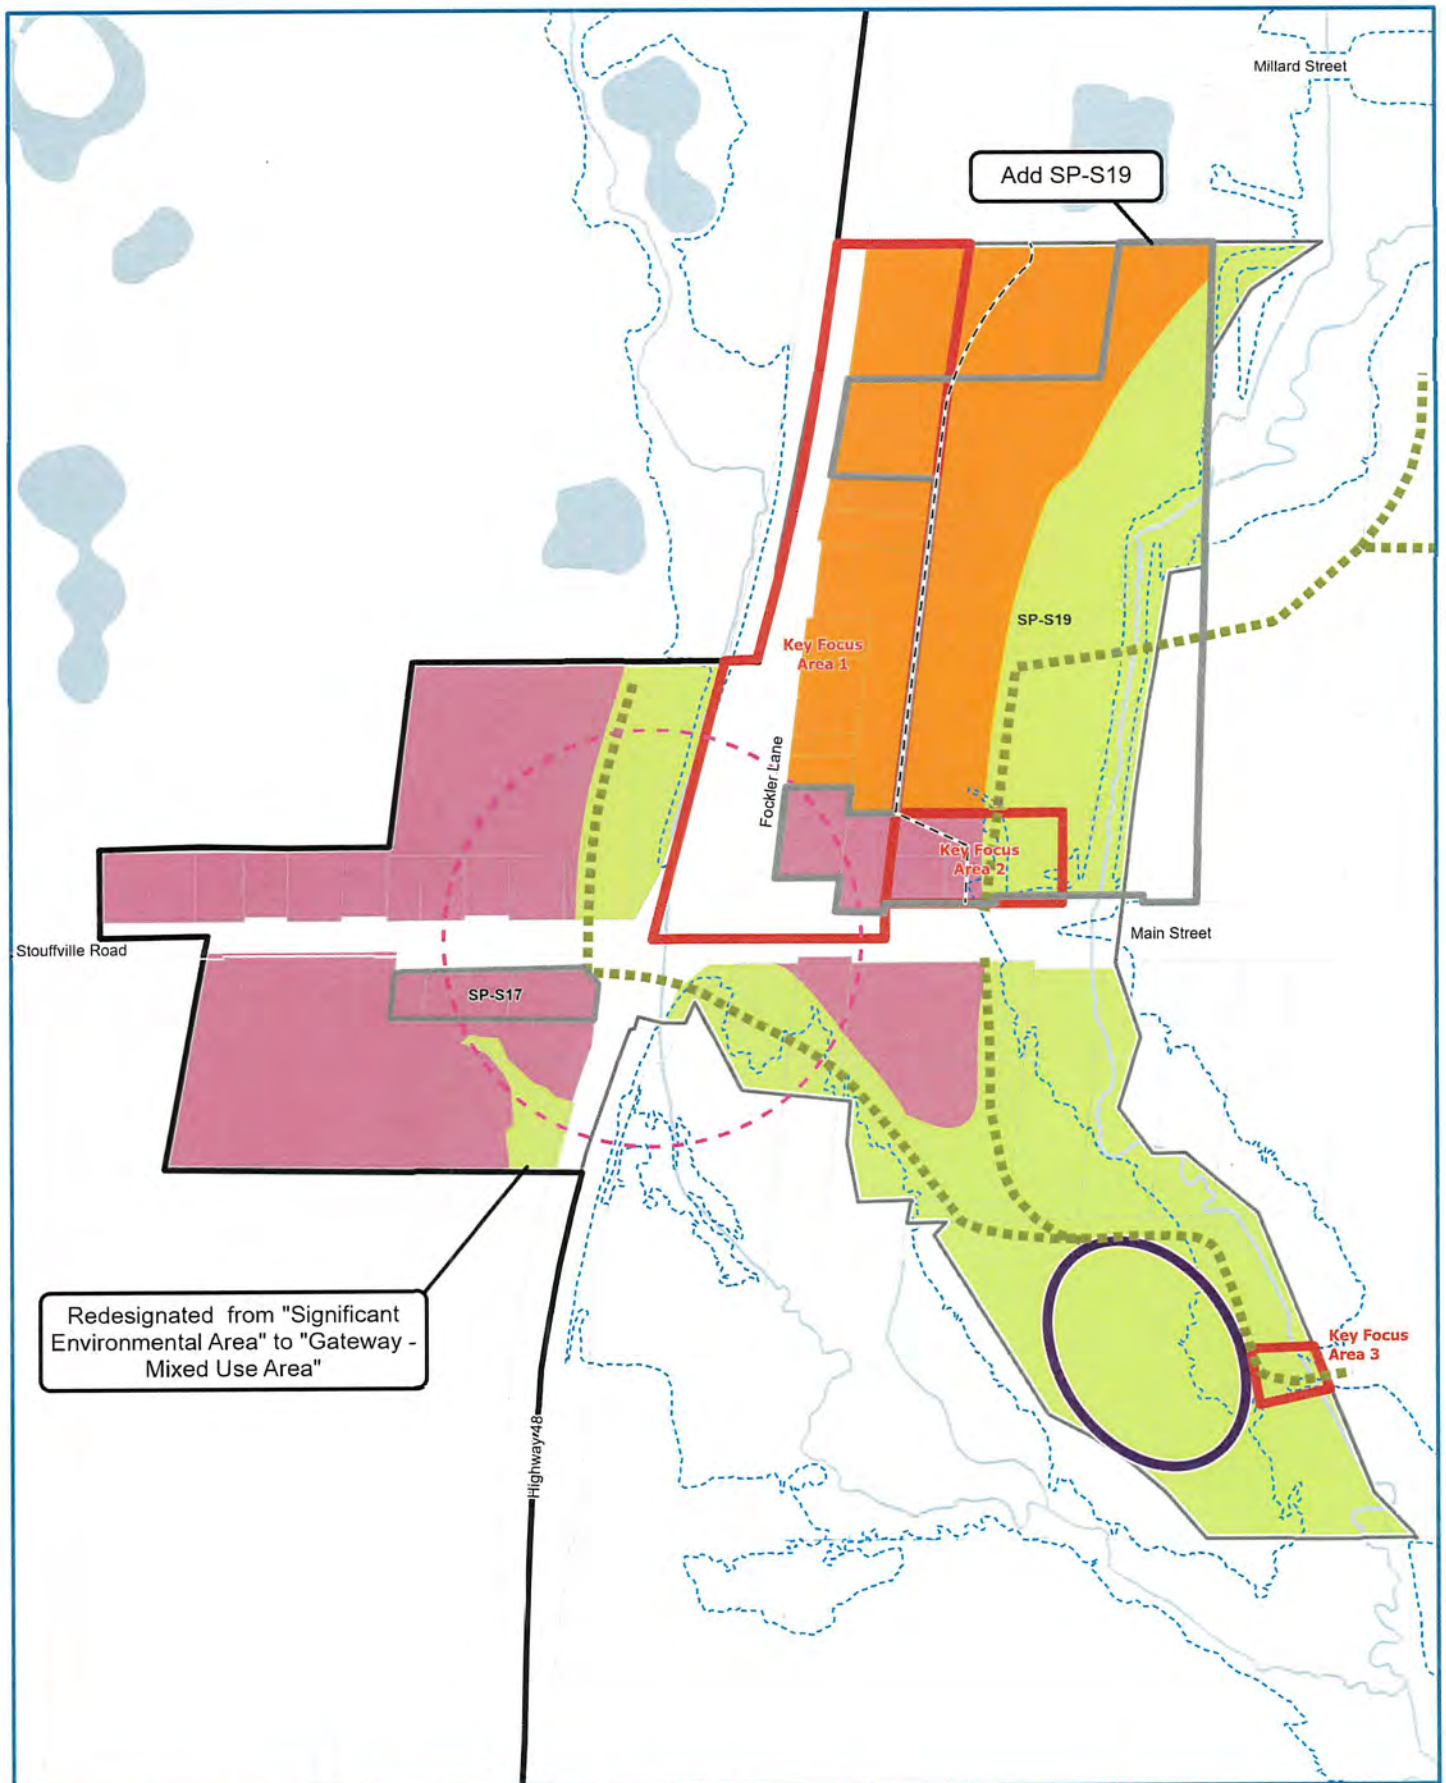 Millard Street
Add SP-S19
SP-S19
Key Focus
Area 1
Fockler Lane
Key Focus
Area 2
Main Street
Stouffville Road
SP-S17
Redesignated from "Significant
Environmental Area" to "Gateway -
Mixed Use Area"
Key Focus
Area 3
Highway 48